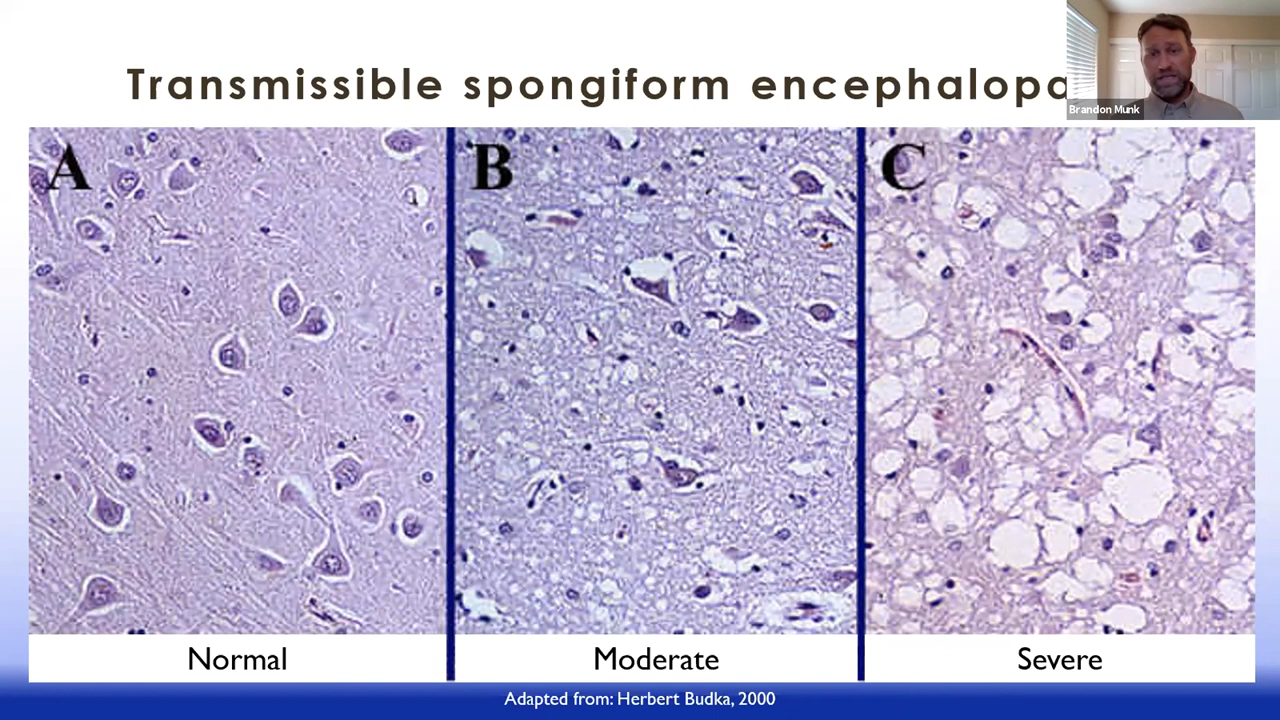 Transmissible spongiform encephalopa
Brandon Munk
A
B
C
Normal
Moderate
Severe
Adapted from: Herbert Budka, 2000